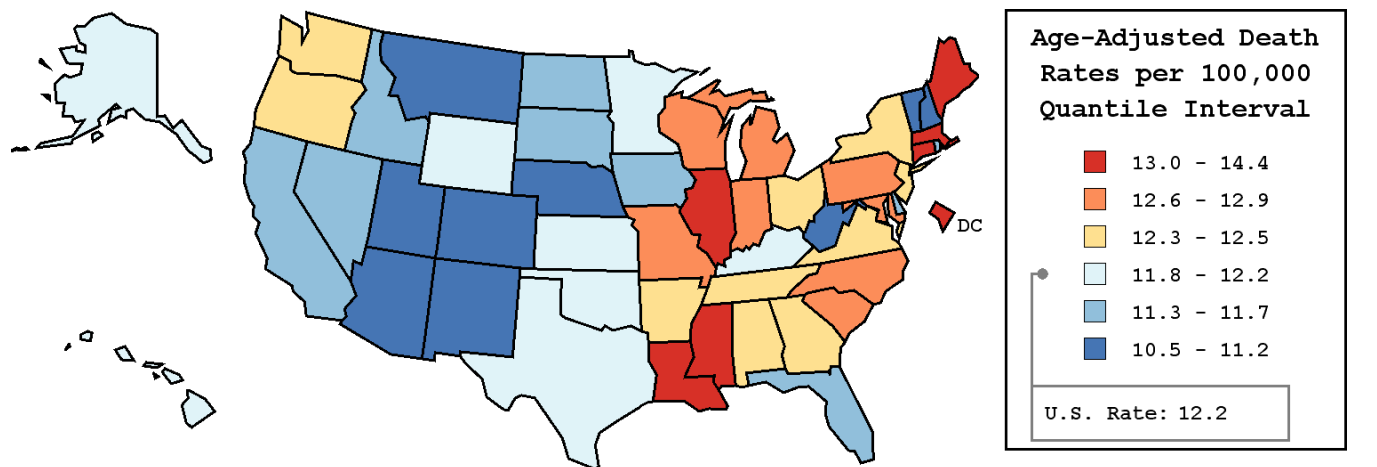 Age-Adjusted Death
Rates per 100,000
Quantile Interval
13.0 - 14.4
12.6 - 12.9
12.3 - 12.5
11.8 - 12.2
11.3 - 11.7
10.5 - 11.2
U.S. Rate: 12.2
DC